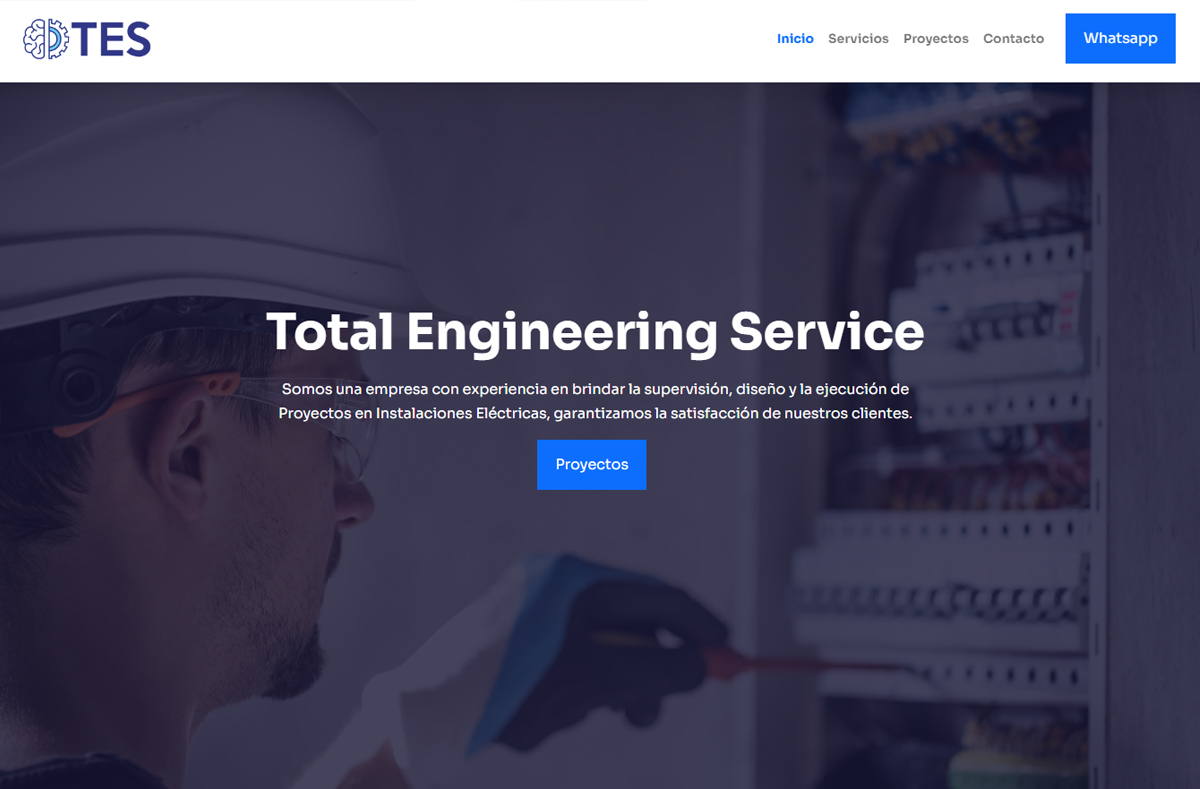 TES
Inicio Servicios Proyectos Contacto Whatsapp
Total Engineering Service
Somos una empresa con experiencia en brindar la supervisión, diseño y la ejecución de
Proyectos en Instalaciones Eléctricas, garantizamos la satisfacción de nuestros clientes.
Proyectos